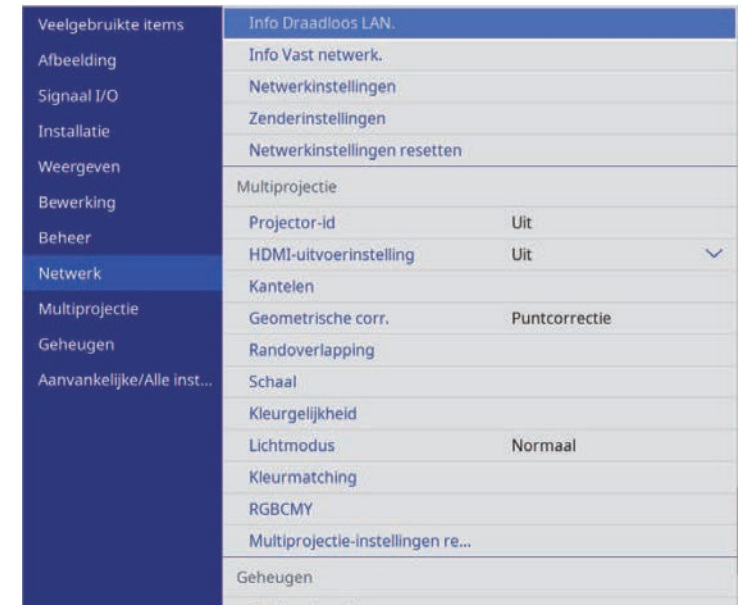 Veelgebruikte items
Afbeelding
Signaal I/O
Installatie
Weergeven
Bewerking
Beheer
Netwerk
Multiprojectie
Geheugen
Aanvankelijke/Alle inst...
Info Draadloos LAN.
Info Vast netwerk.
Netwerkinstellingen
Zenderinstellingen
Netwerkinstellingen resetten
Multiprojectie
Projector-id Uit
HDMI-uitvoerinstelling Uit
Kantelen
Geometrische corr. Puntcorrectie
Randoverlapping
Schaal
Kleurgelijkheid
Lichtmodus Normaal
Kleurmatching
RGBCMY
Multiprojectie-instellingen re...
Geheugen